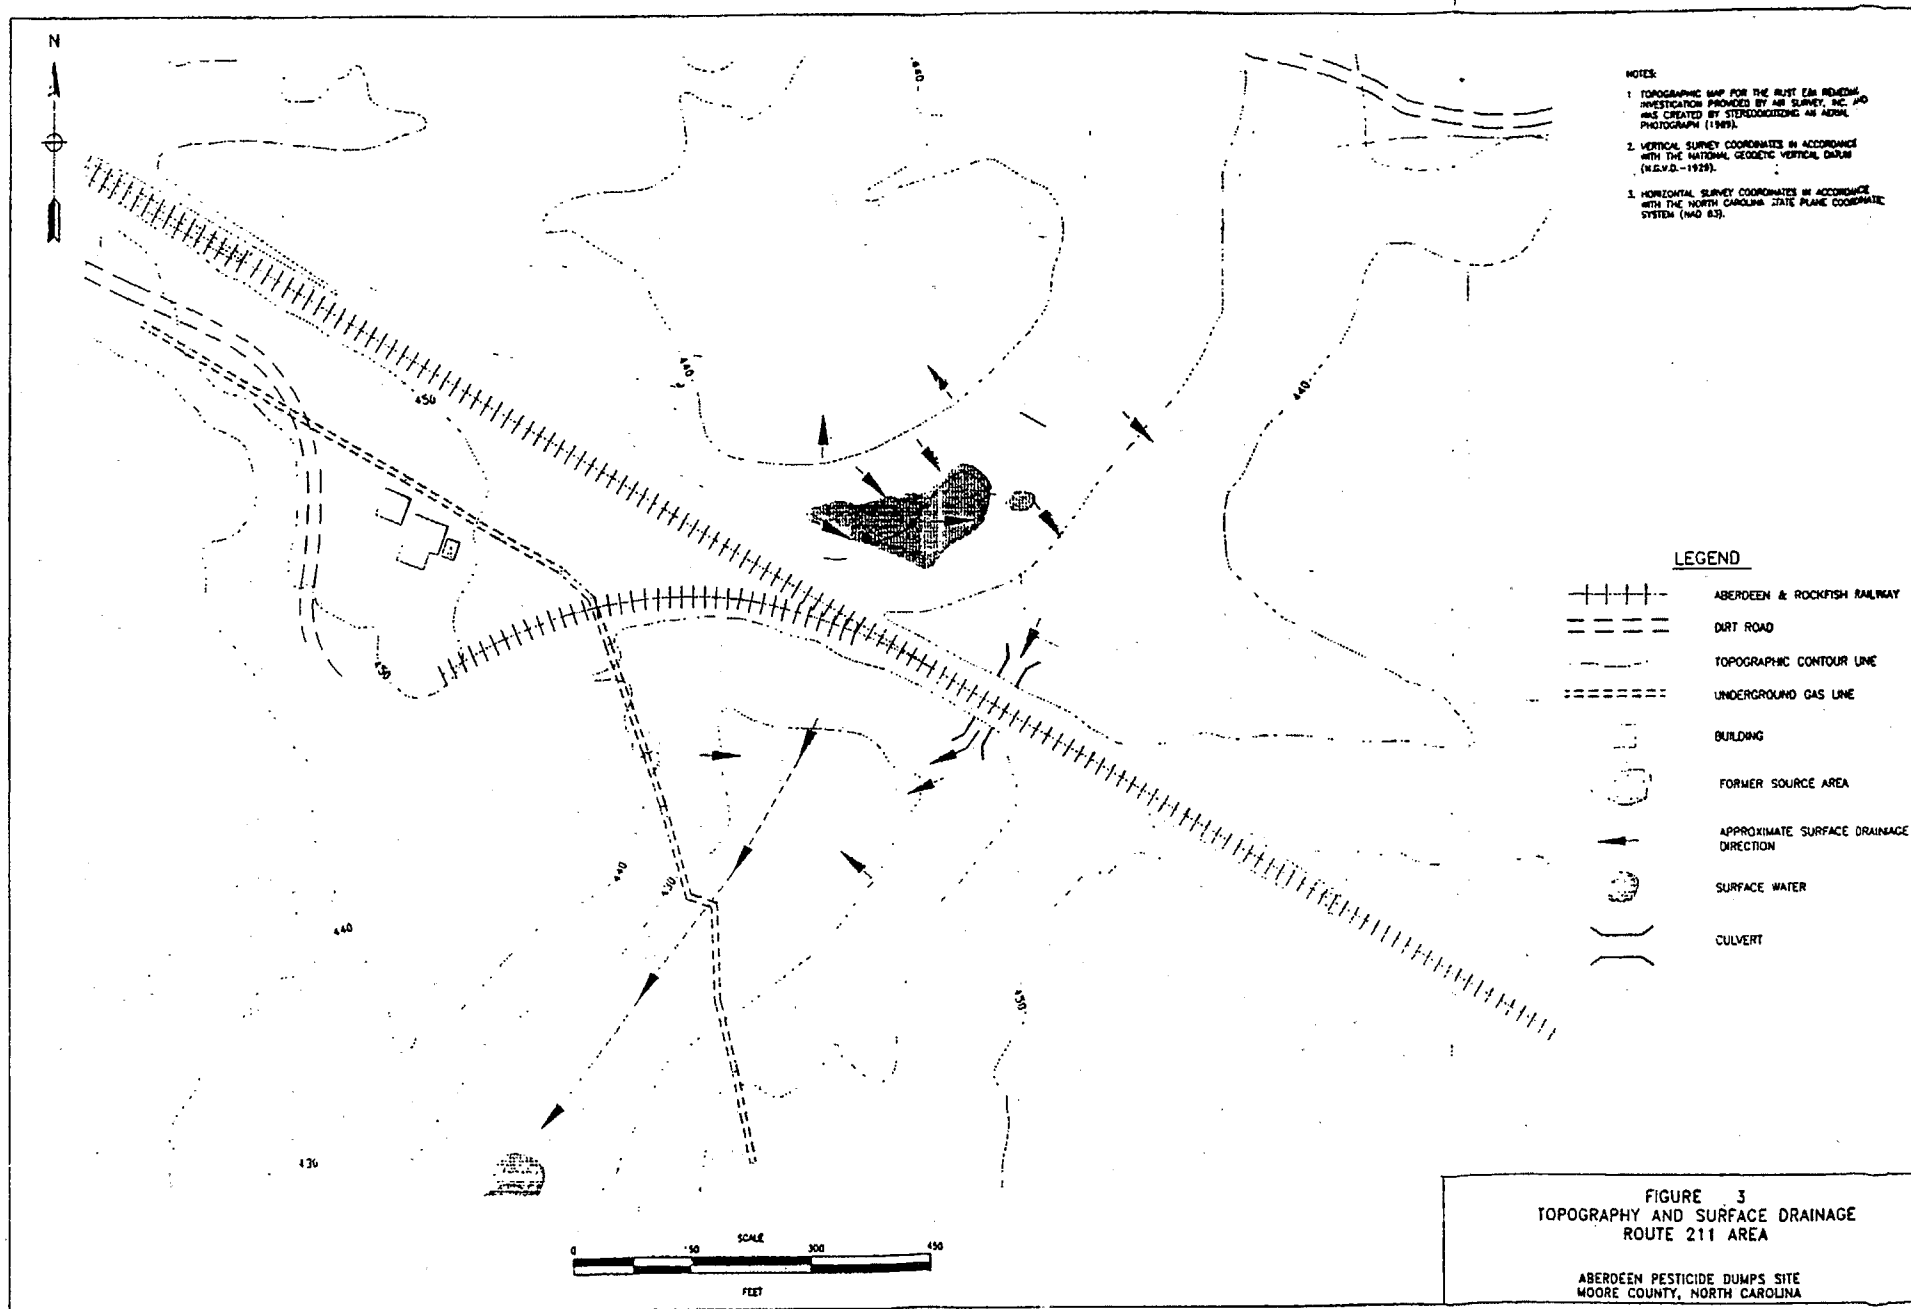 N
NOTES:
1 TOPOGRAPHIC MAP FOR THE RUST E&I REMEDIAL
INVESTIGATION PROVIDED BY AIR SURVEY, INC. AND
WAS CREATED BY STEREODIGITIZING AN AERIAL
PHOTOGRAPH (1989).
2. VERTICAL SURVEY COORDINATES IN ACCORDANCE
WITH THE NATIONAL GEODETIC VERTICAL DATUM
(N.G.V.D.-1929).
3. HORIZONTAL SURVEY COORDINATES IN ACCORDANCE
WITH THE NORTH CAROLINA STATE PLANE COORDINATE
SYSTEM (NAD 83).
440
440
440
450
450
440
430
440
430
450
LEGEND
ABERDEEN & ROCKFISH RAILWAY
DIRT ROAD
TOPOGRAPHIC CONTOUR LINE
UNDERGROUND GAS LINE
BUILDING
FORMER SOURCE AREA
APPROXIMATE SURFACE DRAINAGE
DIRECTION
SURFACE WATER
CULVERT
SCALE
0 150 300 450
FEET
FIGURE 3
TOPOGRAPHY AND SURFACE DRAINAGE
ROUTE 211 AREA
ABERDEEN PESTICIDE DUMPS SITE
MOORE COUNTY, NORTH CAROLINA